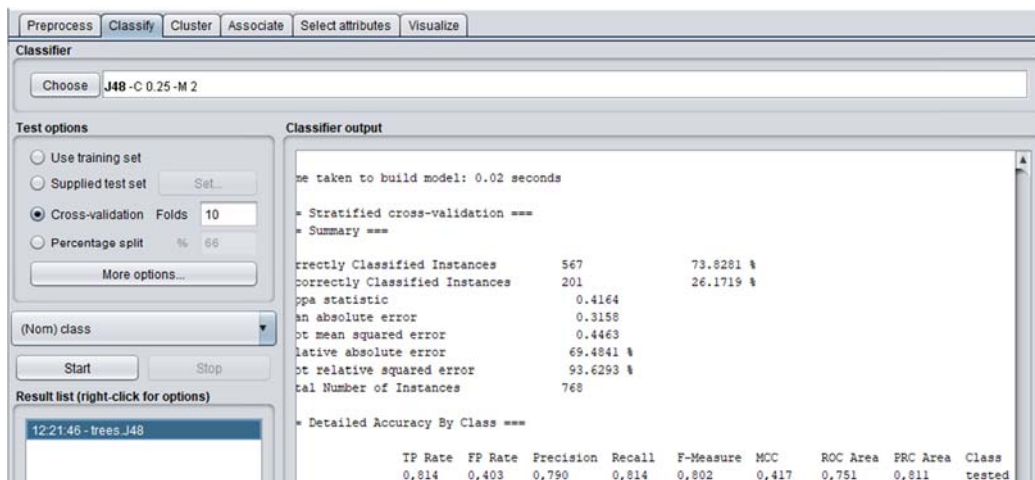 Preprocess Classify Cluster Associate Select attributes Visualize
Classifier
Choose J48 -C 0.25 -M 2
Test options
Use training set
Supplied test set Set...
Cross-validation Folds 10
Percentage split % 66
More options...
(Nom) class
Start Stop
Result list (right-click for options)
12:21:46 - trees.J48
Classifier output
me taken to build model: 0.02 seconds
= Stratified cross-validation ===
= Summary ===
rrectly Classified Instances 567 73.8281 %
correctly Classified Instances 201 26.1719 %
ppa statistic 0.4164
an absolute error 0.3158
ot mean squared error 0.4463
lative absolute error 69.4841 %
ot relative squared error 93.6293 %
tal Number of Instances 768
= Detailed Accuracy By Class ===
TP Rate FP Rate Precision Recall F-Measure MCC ROC Area PRC Area Class
0,814 0,403 0,790 0,814 0,802 0,417 0,751 0,811 tested